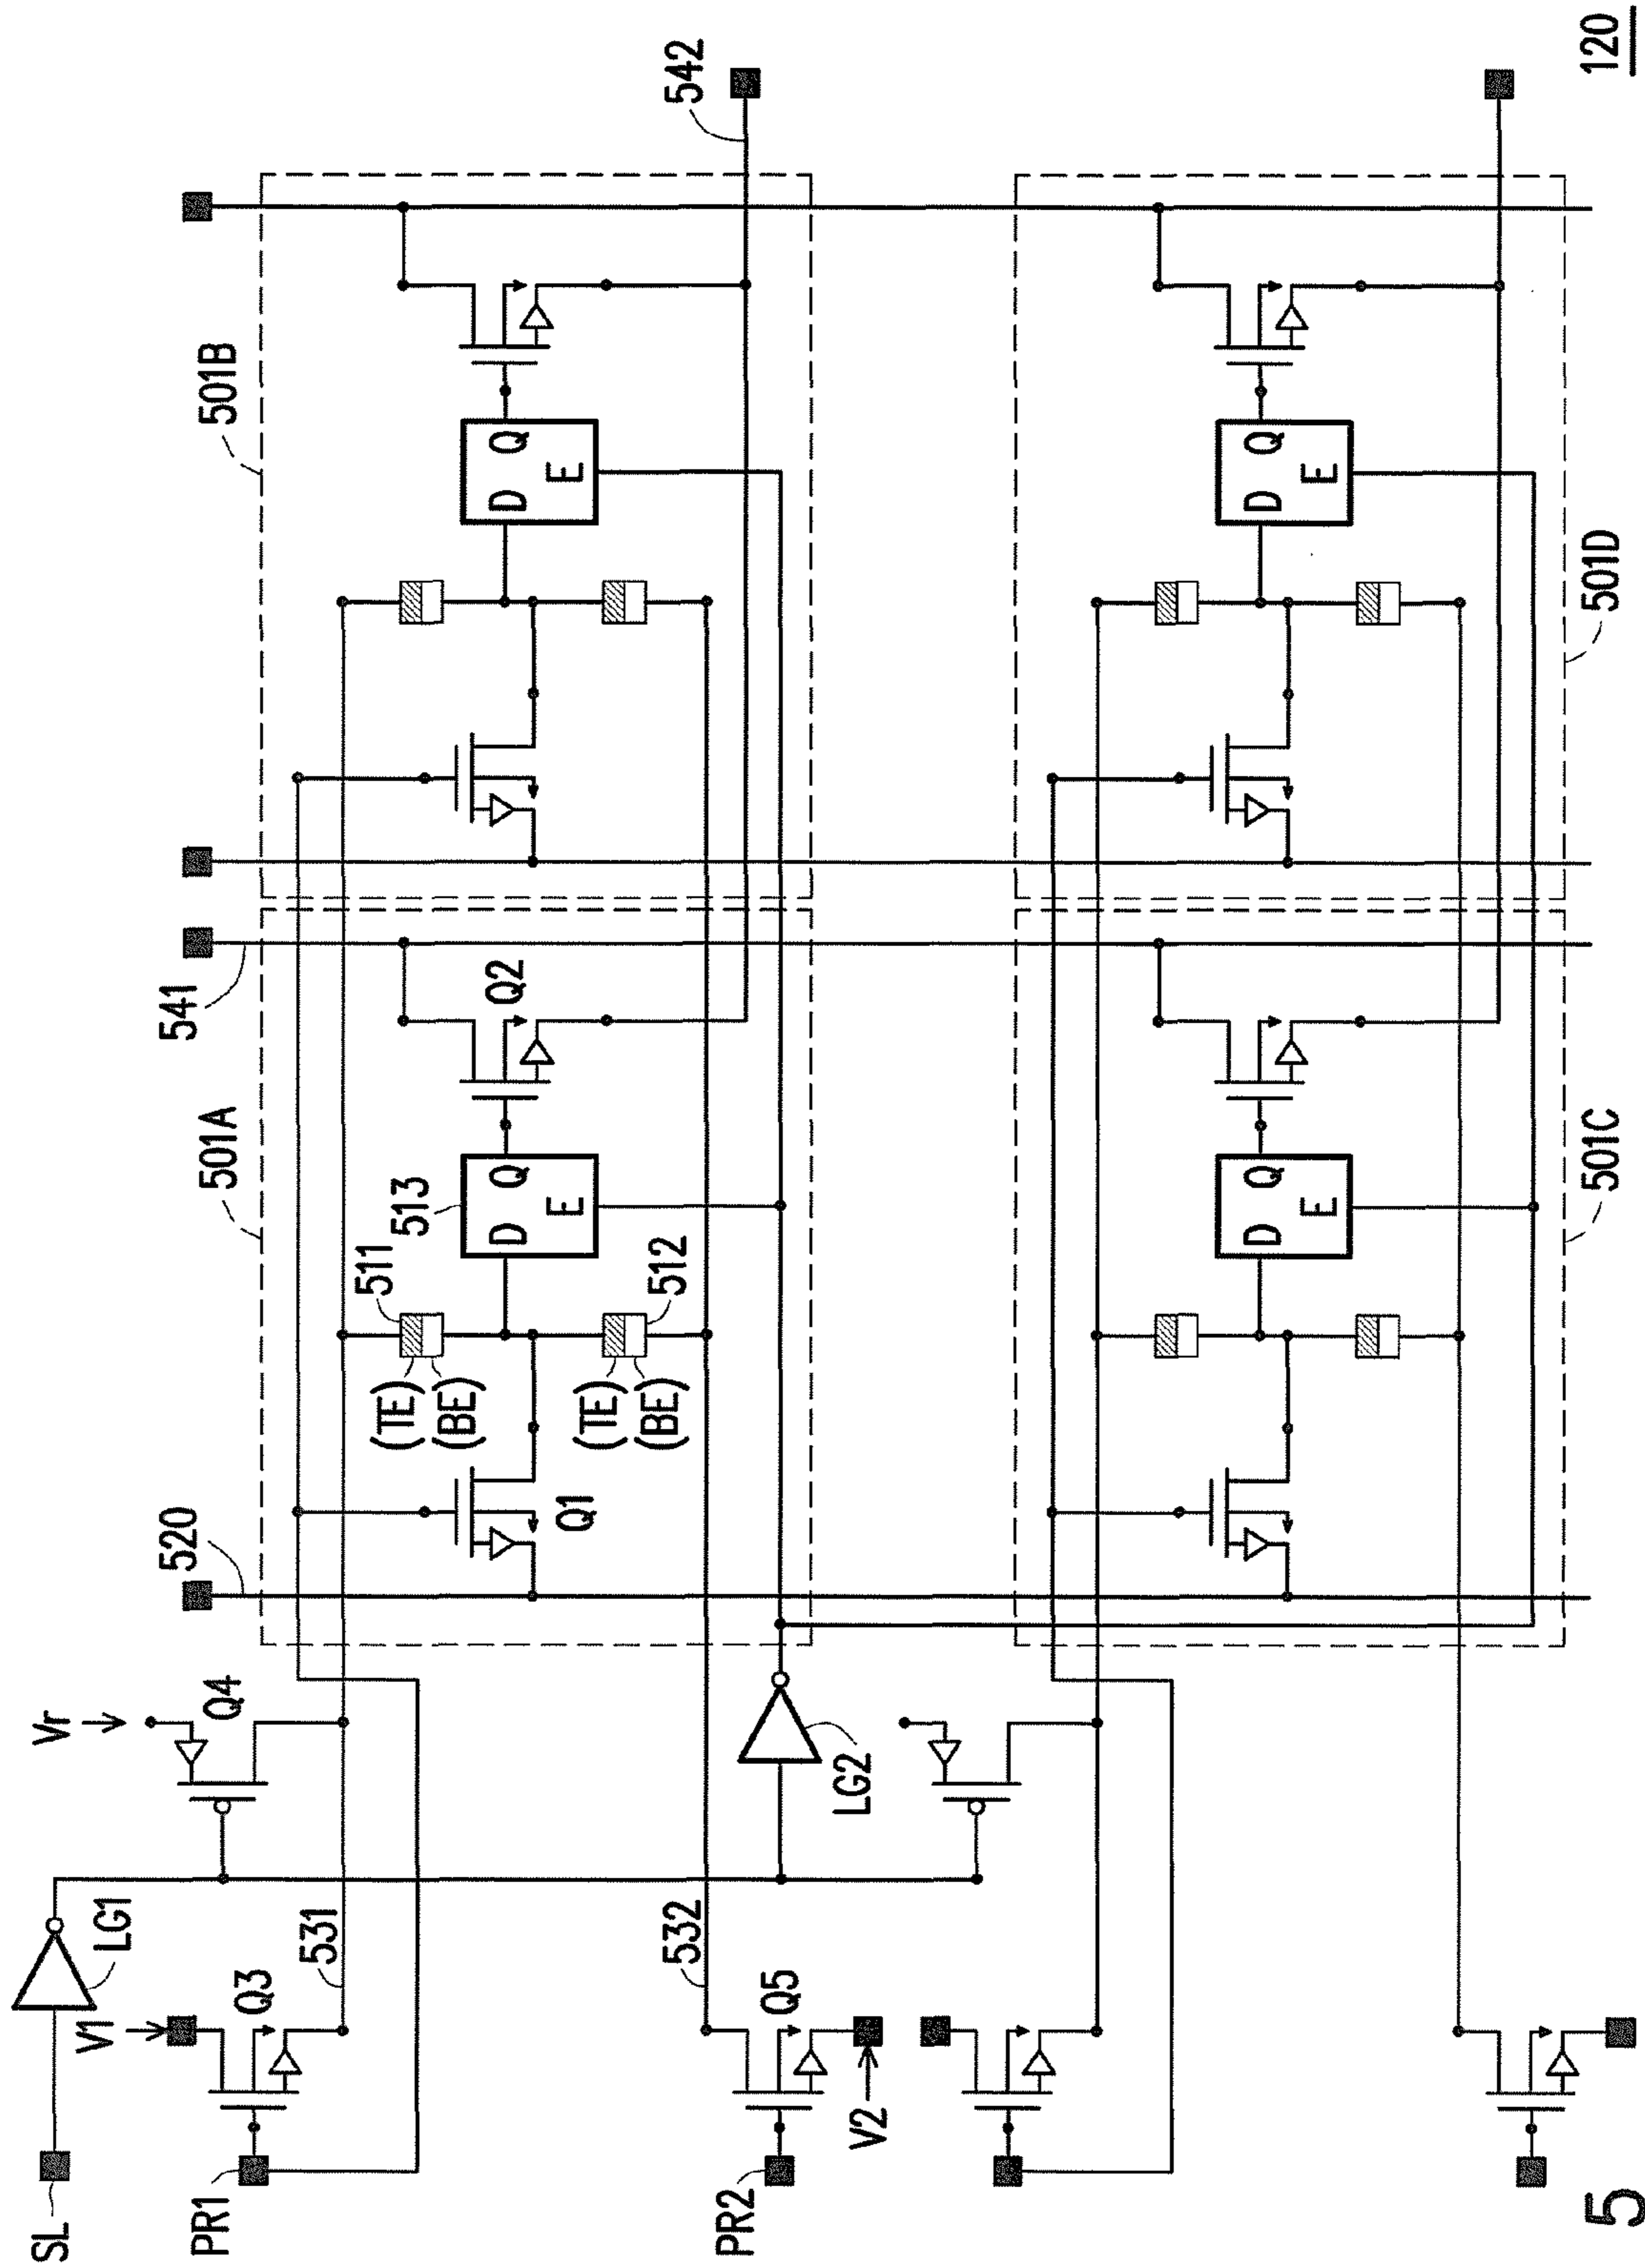 SL
LG1
Vr
V1
Q3
Q4
PR1
531
520
541
501A
501B
511
(TE)
(BE)
513
D Q
E
Q2
Q1
(TE)
(BE)
512
D Q
E
542
532
PR2
Q5
V2
LG2
D Q
E
D Q
E
501C
501D
120
5